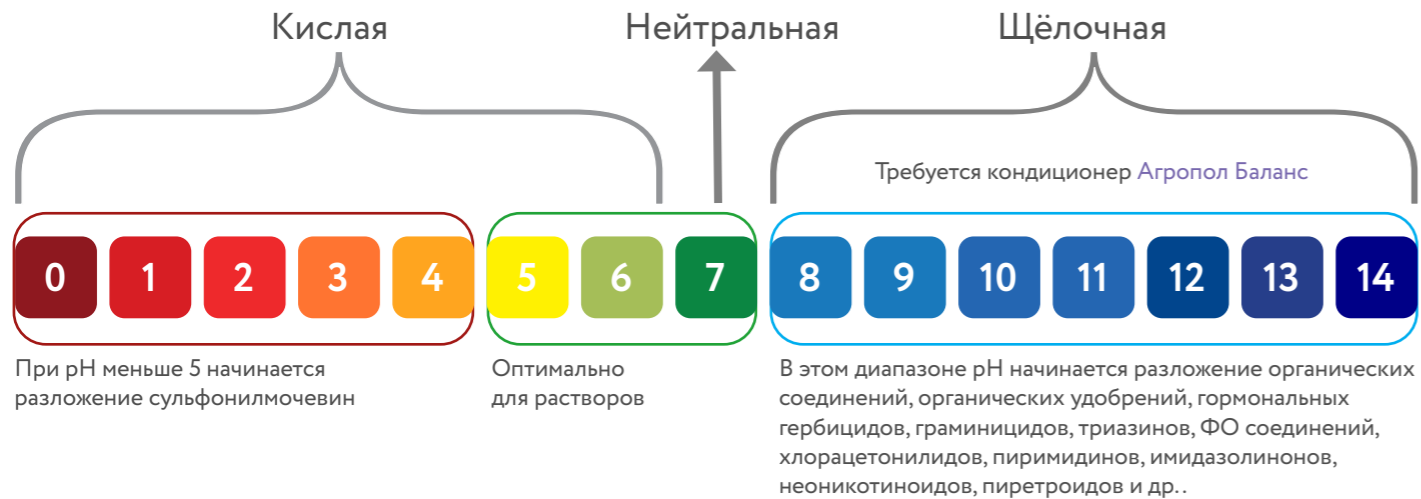 Кислая
Нейтральная
Щёлочная
Требуется кондиционер Агропол Баланс
0 1 2 3 4 5 6 7 8 9 10 11 12 13 14
При pH меньше 5 начинается
разложение сульфонилмочевин
Оптимально
для растворов
В этом диапазоне pH начинается разложение органических
соединений, органических удобрений, гормональных
гербицидов, граминицидов, триазинов, ФО соединений,
хлорацетонилидов, пиримидинов, имидазолинонов,
неоникотиноидов, пиретроидов и др..